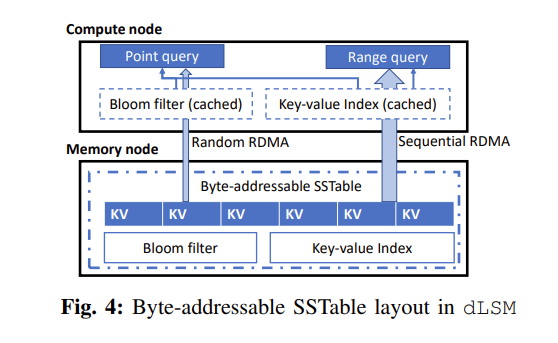 Compute node
Point query
Range query
Bloom filter (cached)
Key-value Index (cached)
Random RDMA
Sequential RDMA
Memory node
Byte-addressable SSTable
KV KV KV KV KV KV
Bloom filter
Key-value Index
Fig. 4: Byte-addressable SSTable layout in dLSM